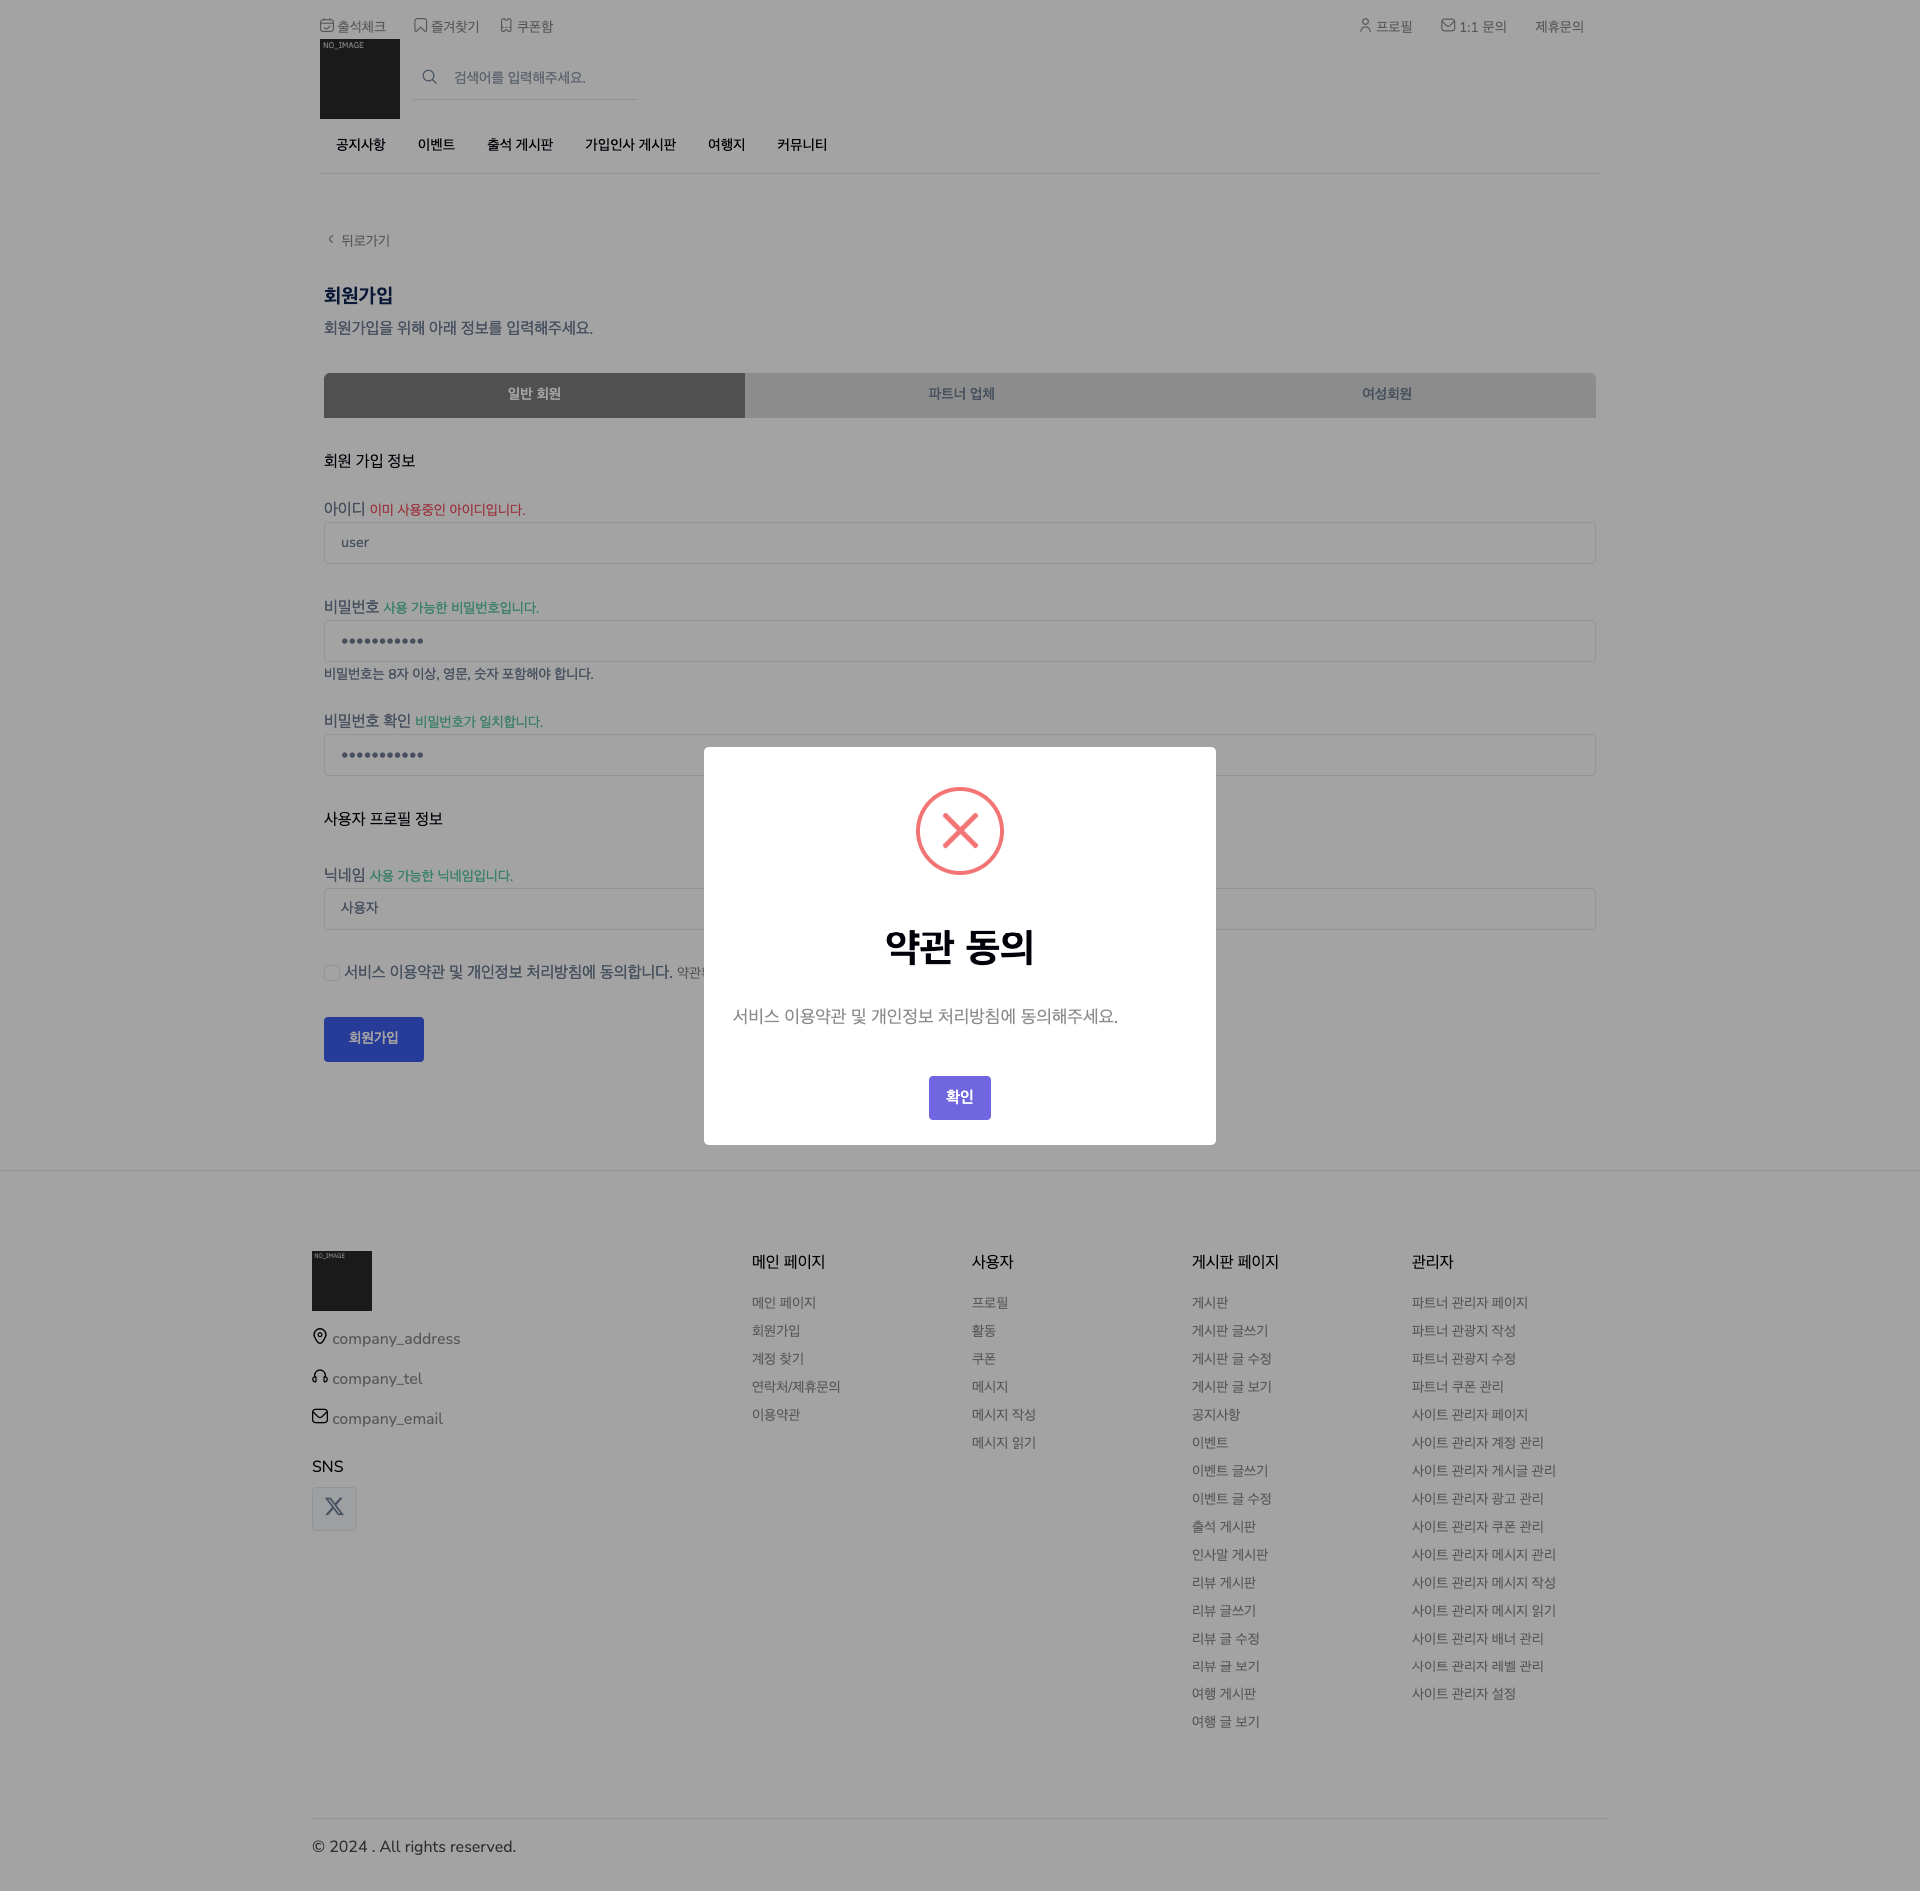 출석체크 즐겨찾기 쿠폰함 프로필 1:1 문의 제휴문의
NO_IMAGE
검색어를 입력해주세요.
공지사항 이벤트 출석 게시판 가입인사 게시판 여행지 커뮤니티
뒤로가기
회원가입
회원가입을 위해 아래 정보를 입력해주세요.
일반 회원 파트너 업체 여성회원
회원 가입 정보
아이디 이미 사용중인 아이디입니다.
user
비밀번호 사용 가능한 비밀번호입니다.
•••••••••••
비밀번호는 8자 이상, 영문, 숫자 포함해야 합니다.
비밀번호 확인 비밀번호가 일치합니다.
•••••••••••
사용자 프로필 정보
닉네임 사용 가능한 닉네임입니다.
사용자
서비스 이용약관 및 개인정보 처리방침에 동의합니다. 약관
회원가입
약관 동의
서비스 이용약관 및 개인정보 처리방침에 동의해주세요.
확인
NO_IMAGE
company_address
company_tel
company_email
SNS
메인 페이지
메인 페이지
회원가입
계정 찾기
연락처/제휴문의
이용약관
사용자
프로필
활동
쿠폰
메시지
메시지 작성
메시지 읽기
게시판 페이지
게시판
게시판 글쓰기
게시판 글 수정
게시판 글 보기
공지사항
이벤트
이벤트 글쓰기
이벤트 글 수정
출석 게시판
인사말 게시판
리뷰 게시판
리뷰 글쓰기
리뷰 글 수정
리뷰 글 보기
여행 게시판
여행 글 보기
관리자
파트너 관리자 페이지
파트너 관광지 작성
파트너 관광지 수정
파트너 쿠폰 관리
사이트 관리자 페이지
사이트 관리자 계정 관리
사이트 관리자 게시글 관리
사이트 관리자 광고 관리
사이트 관리자 쿠폰 관리
사이트 관리자 메시지 관리
사이트 관리자 메시지 작성
사이트 관리자 메시지 읽기
사이트 관리자 배너 관리
사이트 관리자 레벨 관리
사이트 관리자 설정
© 2024 . All rights reserved.